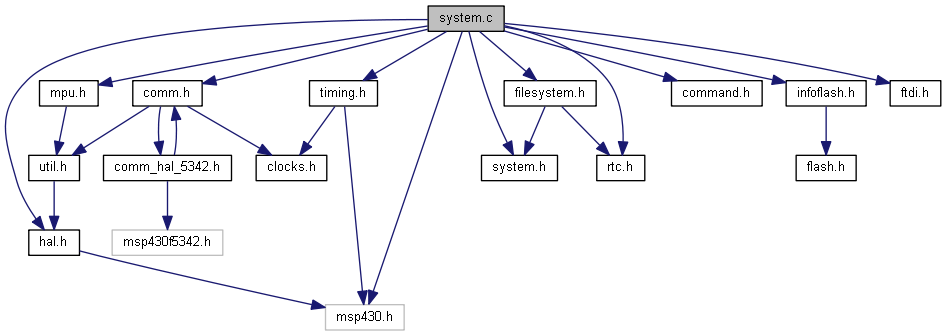 system.c
mpu.h
comm.h
timing.h
filesystem.h
command.h
infoflash.h
ftdi.h
util.h
comm_hal_5342.h
clocks.h
system.h
rtc.h
flash.h
hal.h
msp430f5342.h
msp430.h